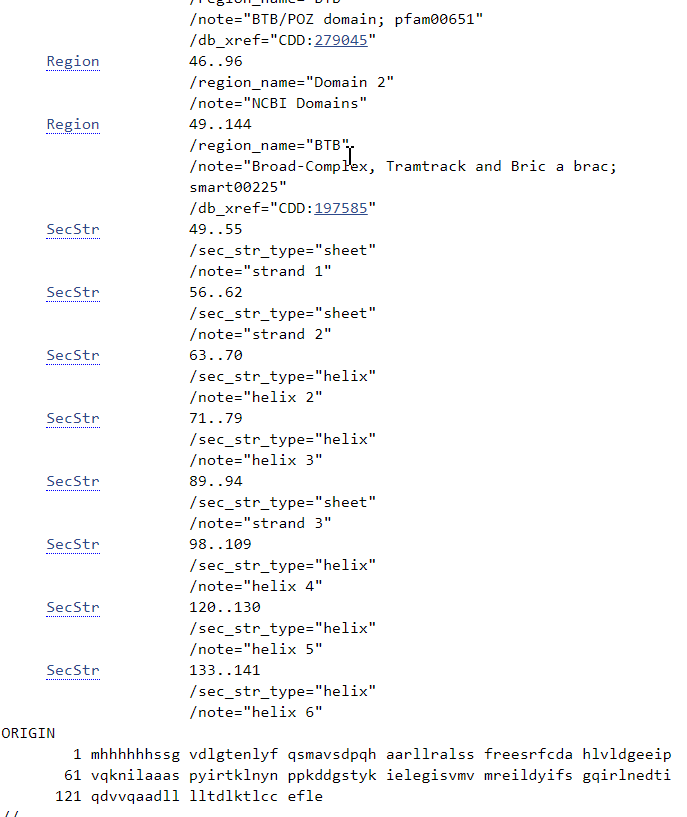 /note="BTB/POZ domain; pfam00651"
/db_xref="CDD:279045"
Region 46..96
/region_name="Domain 2"
/note="NCBI Domains"
Region 49..144
/region_name="BTB"
/note="Broad-Complex, Tramtrack and Bric a brac;
smart00225"
/db_xref="CDD:197585"
SecStr 49..55
/sec_str_type="sheet"
/note="strand 1"
SecStr 56..62
/sec_str_type="sheet"
/note="strand 2"
SecStr 63..70
/sec_str_type="helix"
/note="helix 2"
SecStr 71..79
/sec_str_type="helix"
/note="helix 3"
SecStr 89..94
/sec_str_type="sheet"
/note="strand 3"
SecStr 98..109
/sec_str_type="helix"
/note="helix 4"
SecStr 120..130
/sec_str_type="helix"
/note="helix 5"
SecStr 133..141
/sec_str_type="helix"
/note="helix 6"
ORIGIN
1 mhhhhhhssg vdlgtenlyf qsmavsdpqh aarllralss freesrfcda hlvldgeeip
61 vqknilaaas pyirtklnyn ppkddgstyk ielegisvmv mreildyifs gqirlnedti
121 qdvvqaadll lltdlktlcc efle
//